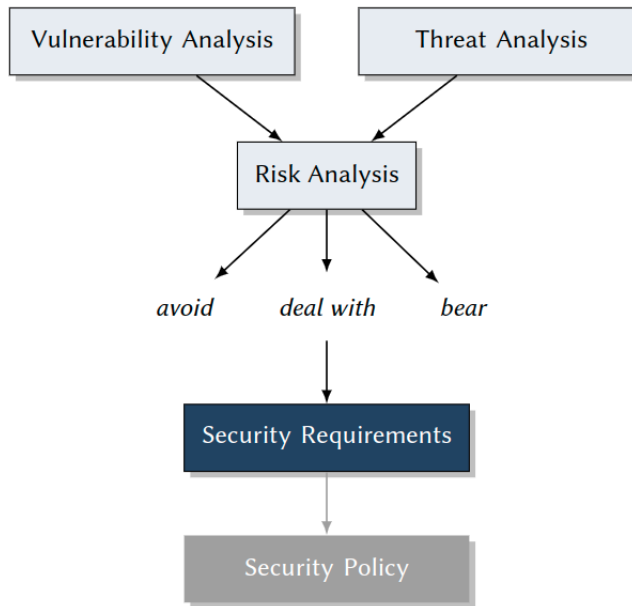 Vulnerability Analysis
Threat Analysis
Risk Analysis
avoid
deal with
bear
Security Requirements
Security Policy